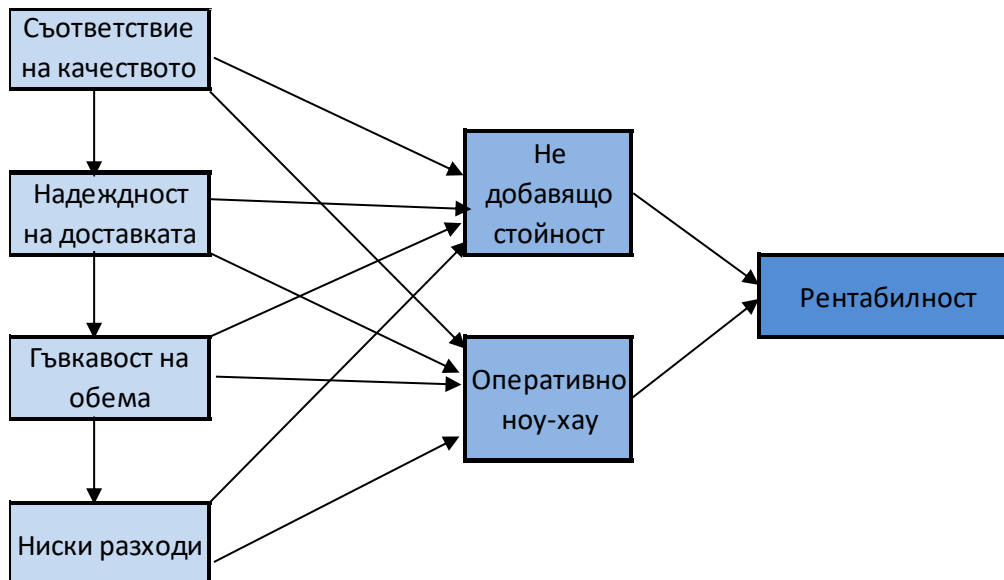 Съответствие
на качеството
Надеждност
на доставката
Гъвкавост на
обема
Ниски разходи
Не
добавящо
стойност
Оперативно
ноу-хау
Рентабилност